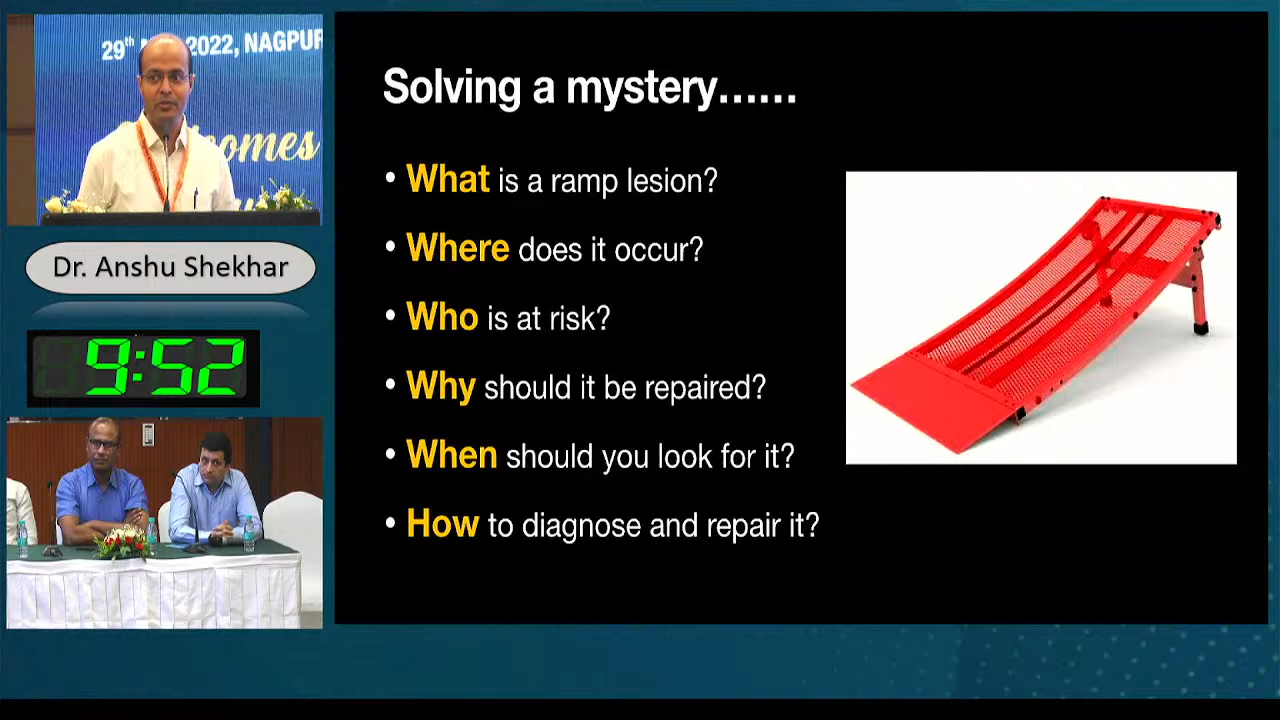 29th 2022, NAGPUR
comes
Dr. Anshu Shekhar
9:52
Solving a mystery......
• What is a ramp lesion?
• Where does it occur?
• Who is at risk?
• Why should it be repaired?
• When should you look for it?
• How to diagnose and repair it?